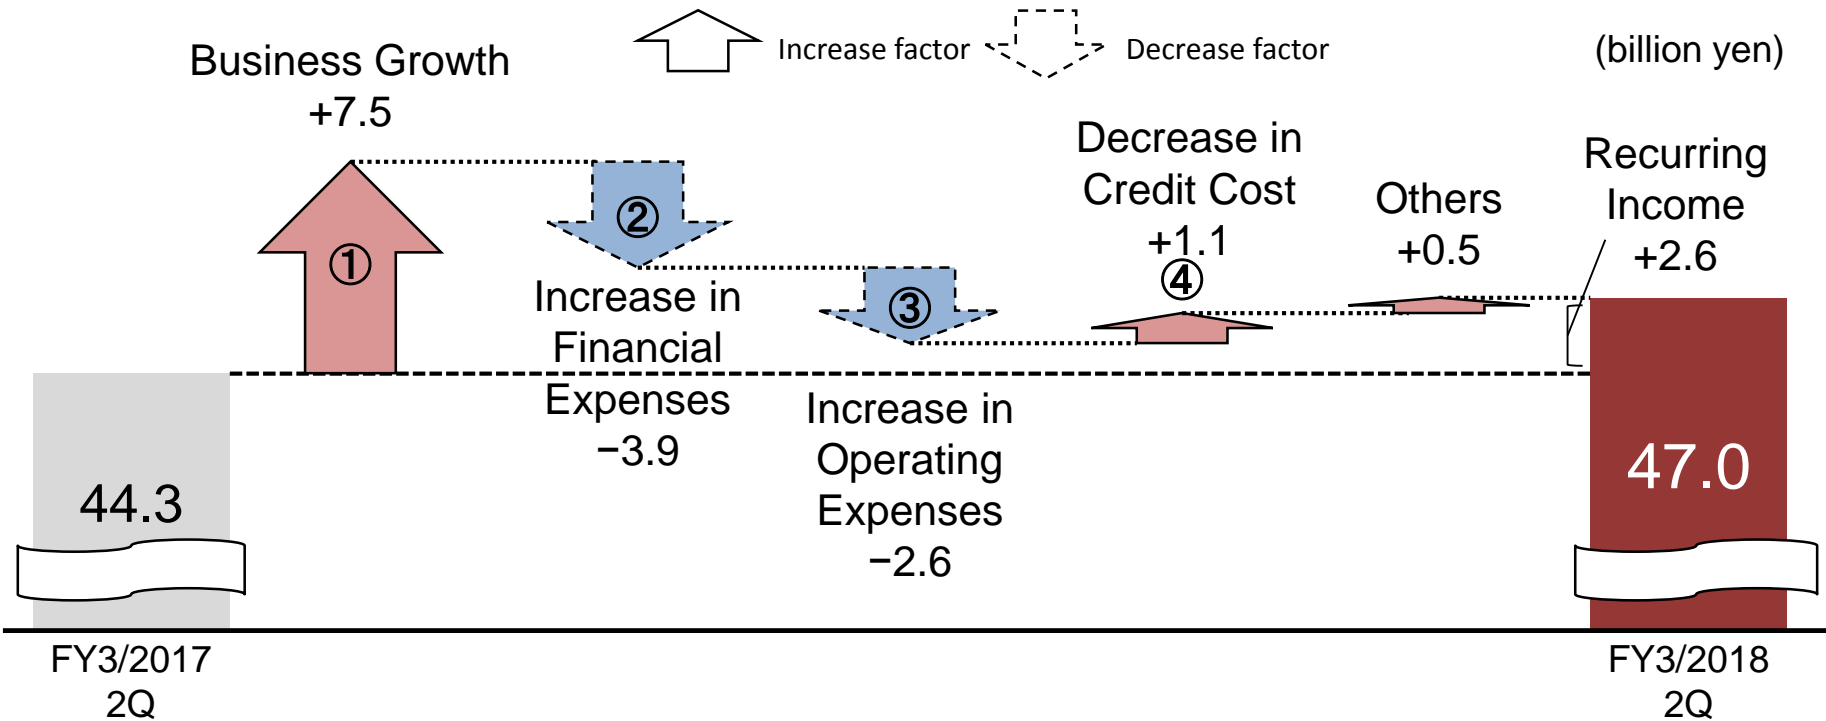 Increase factor
Decrease factor
(billion yen)
Business Growth
+7.5
①
②
Increase in
Financial
Expenses
−3.9
③
Increase in
Operating
Expenses
−2.6
Decrease in
Credit Cost
+1.1
④
Others
+0.5
Recurring
Income
+2.6
44.3
47.0
FY3/2017
2Q
FY3/2018
2Q